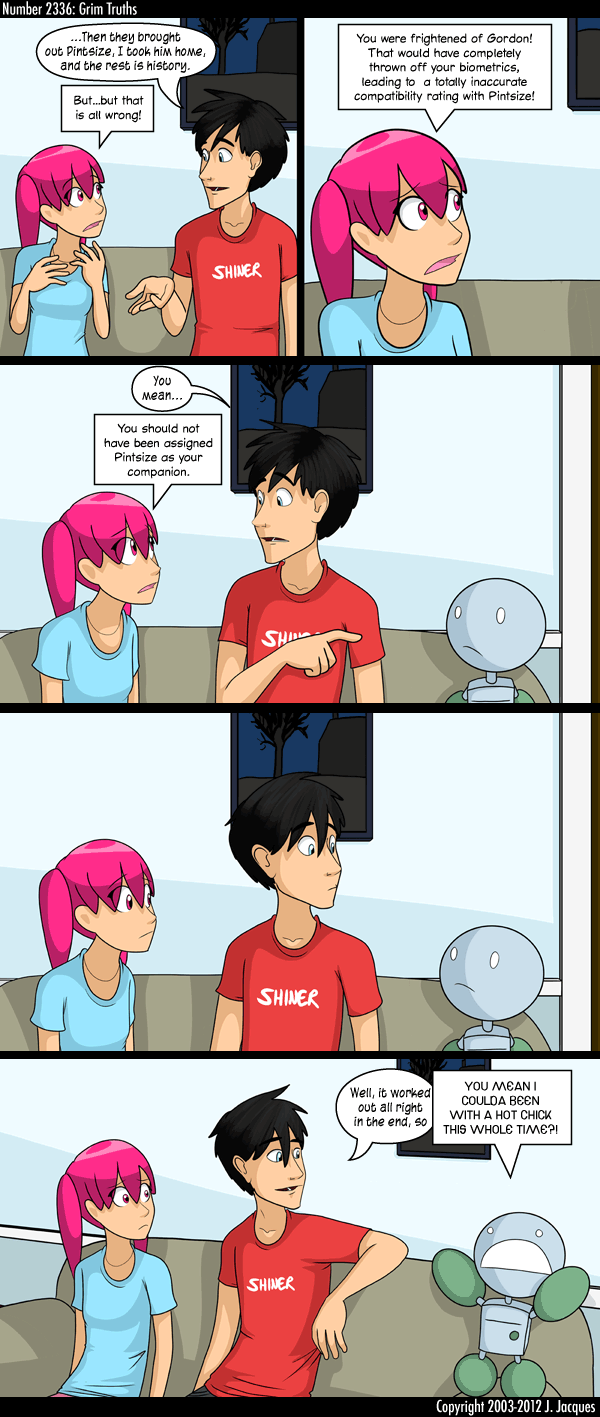 Number 2336: Grim Truths
...Then they brought
out Pintsize, I took him home,
and the rest is history.
But...but that
is all wrong!
SHINER
You were frightened of Gordon!
That would have completely
thrown off your biometrics,
leading to a totally inaccurate
compatibility rating with Pintsize!
You
mean...
You should not
have been assigned
Pintsize as your
companion.
SHINER
SHINER
Well, it worked
out all right
in the end, so
YOU MEAN I
COULDA BEEN
WITH A HOT CHICK
THIS WHOLE TIME?!
SHINER
Copyright 2003-2012 J. Jacques